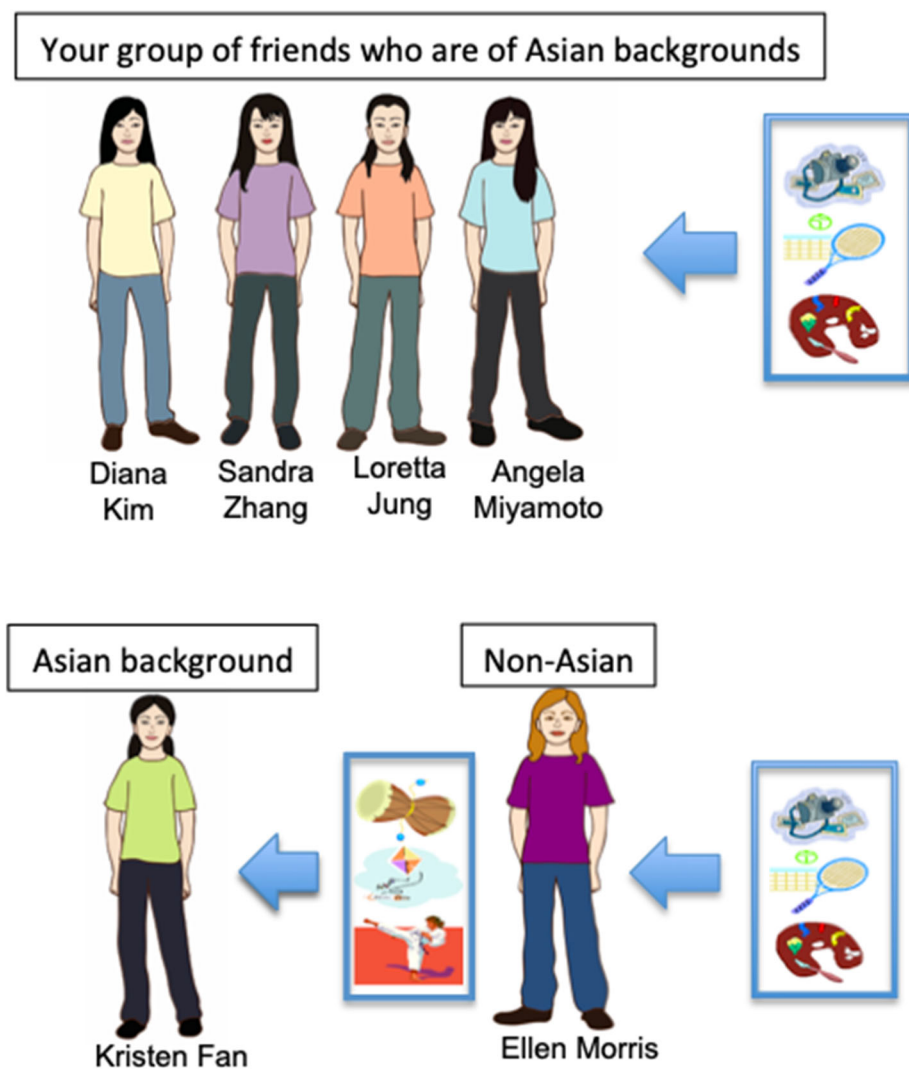 Your group of friends who are of Asian backgrounds
Diana
Kim
Sandra
Zhang
Loretta
Jung
Angela
Miyamoto
Asian background
Non-Asian
Kristen Fan
Ellen Morris